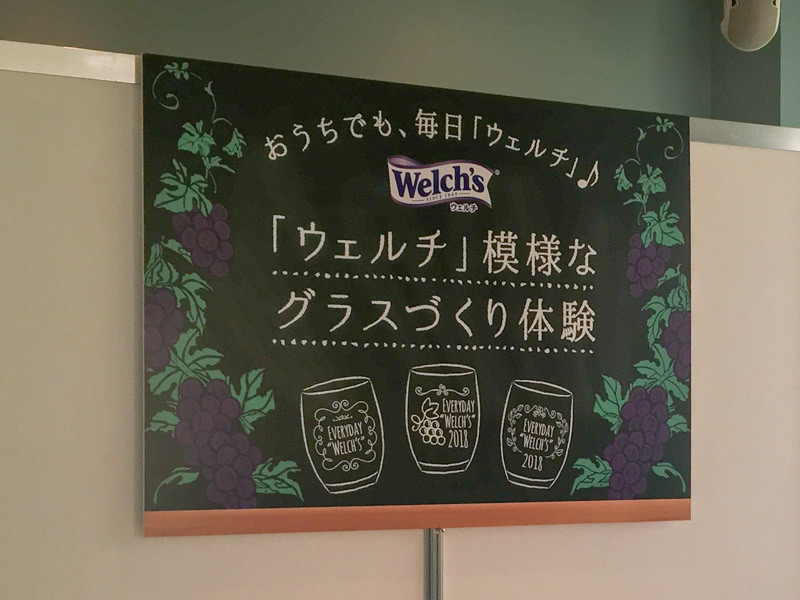 おうちでも、毎日「ウェルチ」♪
Welch's®
SINCE 1869
ウェルチ
「ウェルチ」模様な
グラスづくり体験
EVERYDAY
"WELCH'S"
EVERYDAY
"WELCH'S"
2018
EVERYDAY
"WELCH'S"
2018